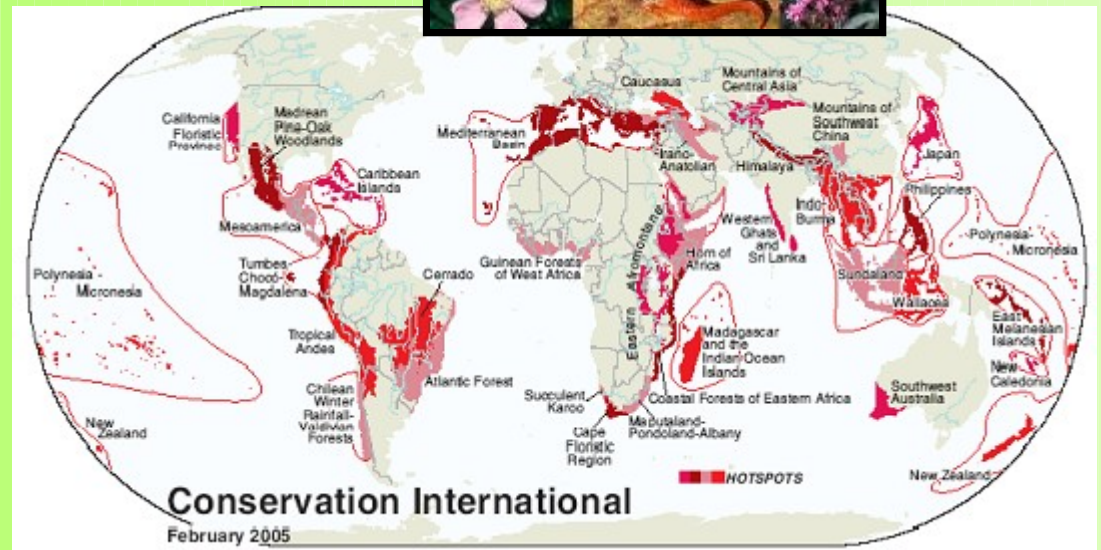 California
Floristic
Province
Madrean
Pine-Oak
Woodlands
Caribbean
Islands
Mesoamerica
Tumbes-
Chocó-
Magdalena
Polynesia -
Micronesia
Tropical
Andes
Cerrado
Atlantic Forest
Chilean
Winter
Rainfall-
Valdivian
Forests
New
Zealand
Mediterranean
Basin
Caucasus
Mountains of
Central Asia
Mountains of
Southwest
China
Irano-
Anatolian
Himalaya
Japan
Philippines
Indo-
Burma
Western
Ghats
and
Sri Lanka
Guinean Forests
of West Africa
Eastern Afromontane
Horn of
Africa
Polynesia-
Micronesia
Sundaland
Wallacea
East
Melanesian
Islands
New
Caledonia
Madagascar
and the
Indian Ocean
Islands
Succulent
Karoo
Coastal Forests of Eastern Africa
Maputaland-
Pondoland-Albany
Cape
Floristic
Region
Southwest
Australia
New Zealand
HOTSPOTS
Conservation International
February 2005